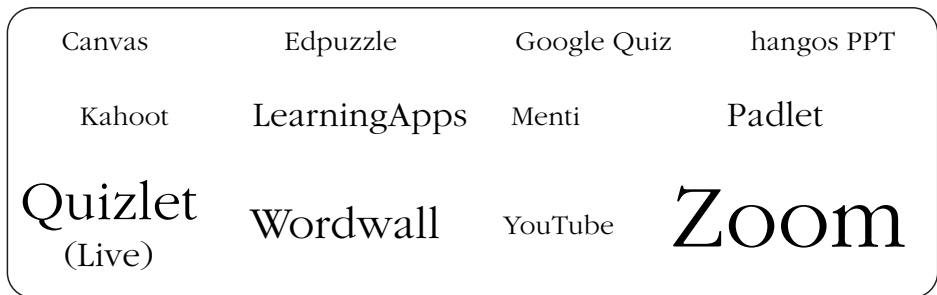 Canvas Edpuzzle Google Quiz hangos PPT
Kahoot LearningApps Menti Padlet
Quizlet (Live) Wordwall YouTube Zoom